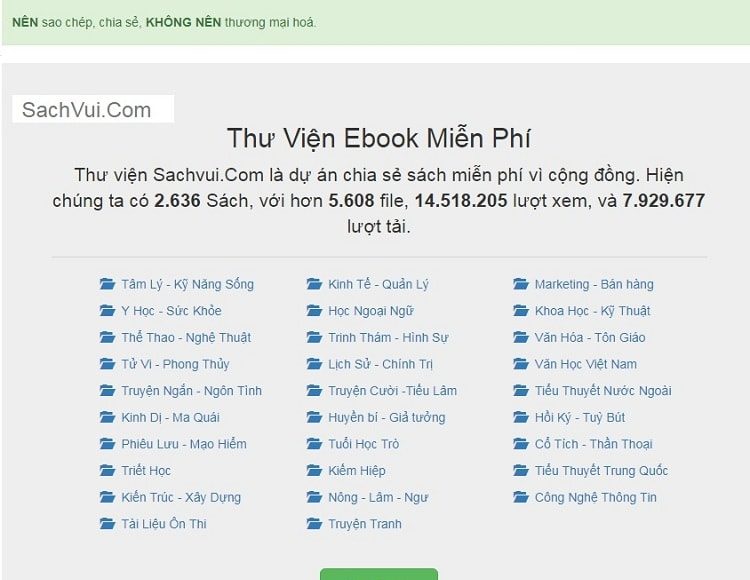 NÊN sao chép, chia sẻ, KHÔNG NÊN thương mại hoá.
SachVui.Com
Thư Viện Ebook Miễn Phí
Thư viện Sachvui.Com là dự án chia sẻ sách miễn phí vì cộng đồng. Hiện
chúng ta có 2.636 Sách, với hơn 5.608 file, 14.518.205 lượt xem, và 7.929.677
lượt tải.
Tâm Lý - Kỹ Năng Sống
Kinh Tế - Quản Lý
Marketing - Bán hàng
Y Học - Sức Khỏe
Học Ngoại Ngữ
Khoa Học - Kỹ Thuật
Thể Thao - Nghệ Thuật
Trinh Thám - Hình Sự
Văn Hóa - Tôn Giáo
Tử Vi - Phong Thủy
Lịch Sử - Chính Trị
Văn Học Việt Nam
Truyện Ngắn - Ngôn Tình
Truyện Cười -Tiếu Lâm
Tiểu Thuyết Nước Ngoài
Kinh Dị - Ma Quái
Huyền bí - Giả tưởng
Hồi Ký - Tuỳ Bút
Phiêu Lưu - Mạo Hiểm
Tuổi Học Trò
Cổ Tích - Thần Thoại
Triết Học
Kiếm Hiệp
Tiểu Thuyết Trung Quốc
Kiến Trúc - Xây Dựng
Nông - Lâm - Ngư
Công Nghệ Thông Tin
Tài Liệu Ôn Thi
Truyện Tranh